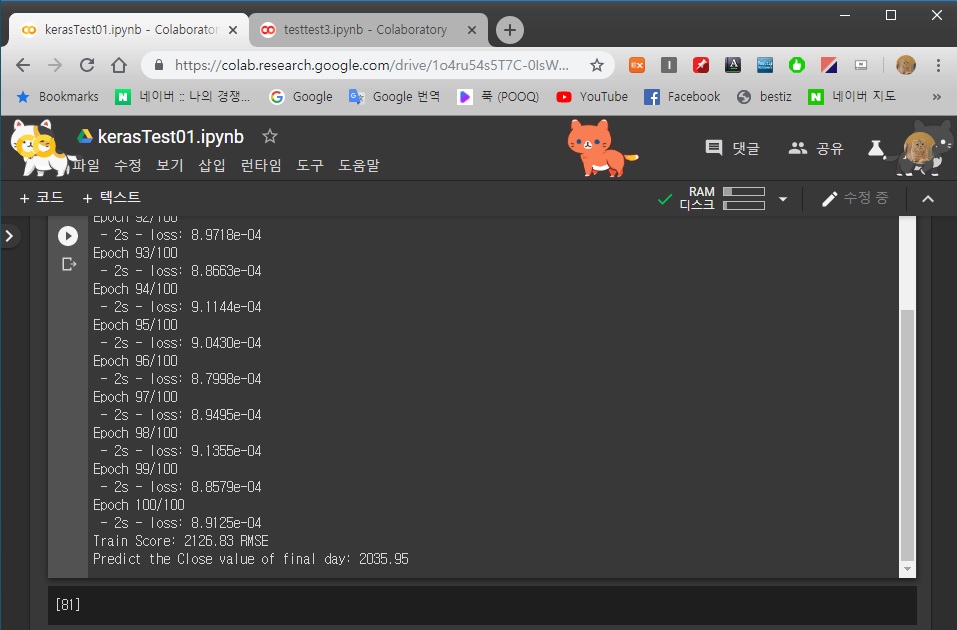 kerasTest01.ipynb - Colaborator
testtest3.ipynb - Colaboratory
https://colab.research.google.com/drive/1o4ru54s5T7C-0lsW...
Bookmarks
네이버 :: 나의 경쟁...
Google
Google 번역
푹 (POOQ)
YouTube
Facebook
bestiz
네이버 지도
»
kerasTest01.ipynb
댓글
공유
파일 수정 보기 삽입 런타임 도구 도움말
+ 코드 + 텍스트
RAM
디스크
수정 중
Epoch 92/100
- 2s - loss: 8.9718e-04
Epoch 93/100
- 2s - loss: 8.8663e-04
Epoch 94/100
- 2s - loss: 9.1144e-04
Epoch 95/100
- 2s - loss: 9.0430e-04
Epoch 96/100
- 2s - loss: 8.7998e-04
Epoch 97/100
- 2s - loss: 8.9495e-04
Epoch 98/100
- 2s - loss: 9.1355e-04
Epoch 99/100
- 2s - loss: 8.8579e-04
Epoch 100/100
- 2s - loss: 8.9125e-04
Train Score: 2126.83 RMSE
Predict the Close value of final day: 2035.95
[81]